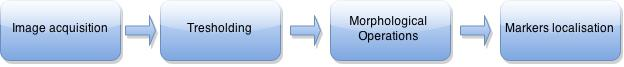 Image acquisition
Tresholding
Morphological
Operations
Markers localisation